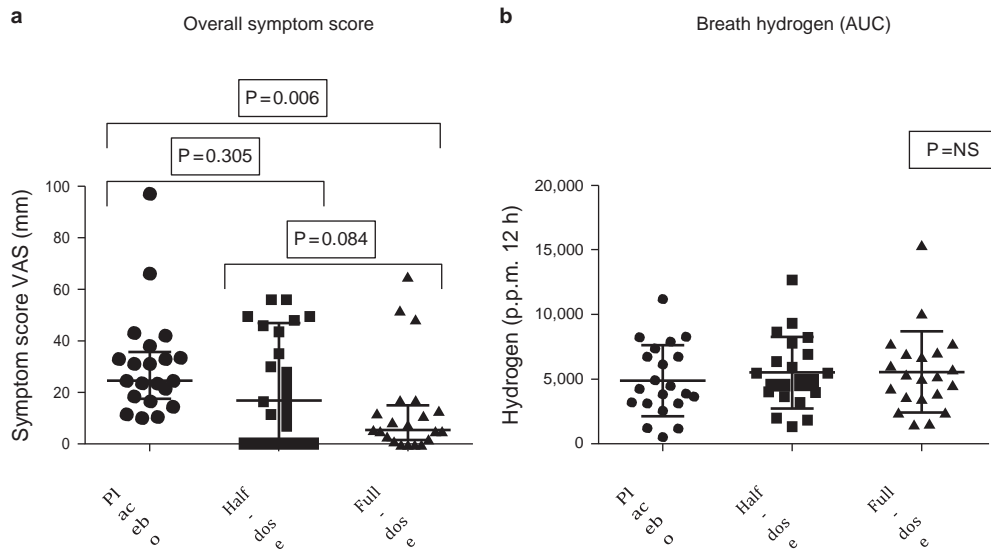 a
Overall symptom score
P=0.006
P=0.305
P=0.084
Symptom score VAS (mm)
100
80
60
40
20
0
Pl
ac
eb
o
Half
-
dos
e
Full
-
dos
e
b
Breath hydrogen (AUC)
P=NS
Hydrogen (p.p.m. 12 h)
20,000
15,000
10,000
5,000
0
Pl
ac
eb
o
Half
-
dos
e
Full
-
dos
e